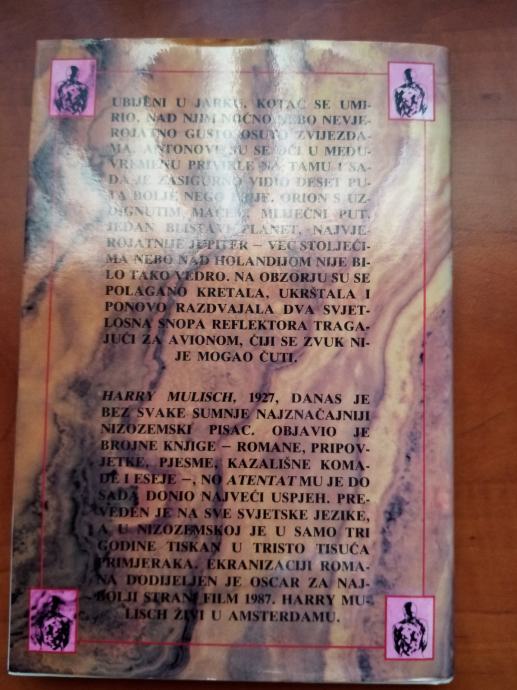 UBIJENI U JARKU. KOTAČ SE UMI-
RIO. NAD NJIM NOĆNO NEBO NEVJE-
ROJATNO GUSTO OSUTO ZVIJEZDA-
MA. ANTONOVE SU SE OČI U MEĐU-
VREMENU PRIVIKLE NA TAMU I SA-
DA JE ZASIGURNO VIDIO DESET PU-
TA BOLJE NEGO PRIJE. ORION S UZ-
DIGNUTIM MAČEM, MLIJEČNI PUT,
JEDAN BLISTAVI PLANET, NAJVJE-
ROJATNIJE JUPITER – VEĆ STOLJEĆI-
MA NEBO NAD HOLANDIJOM NIJE BI-
LO TAKO VEDRO. NA OBZORJU SU SE
POLAGANO KRETALA, UKRŠTALA I
PONOVO RAZDVAJALA DVA SVJET-
LOSNA SNOPA REFLEKTORA TRAGA-
JUĆI ZA AVIONOM, ČIJI SE ZVUK NI-
JE MOGAO ČUTI.
HARRY MULISCH, 1927, DANAS JE
BEZ SVAKE SUMNJE NAJZNAČAJNIJI
NIZOZEMSKI PISAC. OBJAVIO JE
BROJNE KNJIGE – ROMANE, PRIPOV-
JETKE, PJESME, KAZALIŠNE KOMA-
DE I ESEJE –, NO ATENTAT MU JE DO
SADA DONIO NAJVEĆI USPJEH. PRE-
VEDEN JE NA SVE SVJETSKE JEZIKE,
A U NIZOZEMSKOJ JE U SAMO TRI
GODINE TISKAN U TRISTO TISUĆA
PRIMJERAKA. EKRANIZACIJI ROMA-
NA DODIJELJEN JE OSCAR ZA NAJ-
BOLJI STRANI FILM 1987. HARRY MU-
LISCH ŽIVI U AMSTERDAMU.